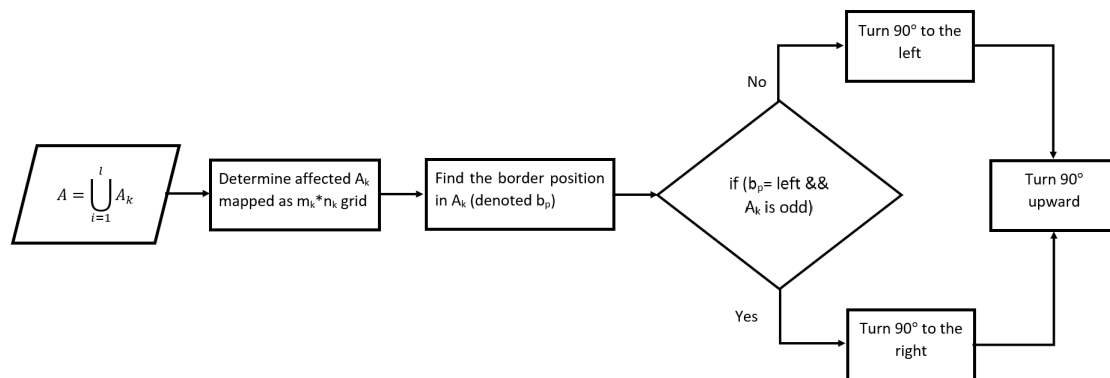 A = ⋃_{i=1}^{l} A_k
Determine affected A_k
mapped as m_k*n_k grid
Find the border position
in A_k (denoted b_p)
if (b_p= left &&
A_k is odd)
No
Turn 90° to the
left
Yes
Turn 90° to the
right
Turn 90°
upward